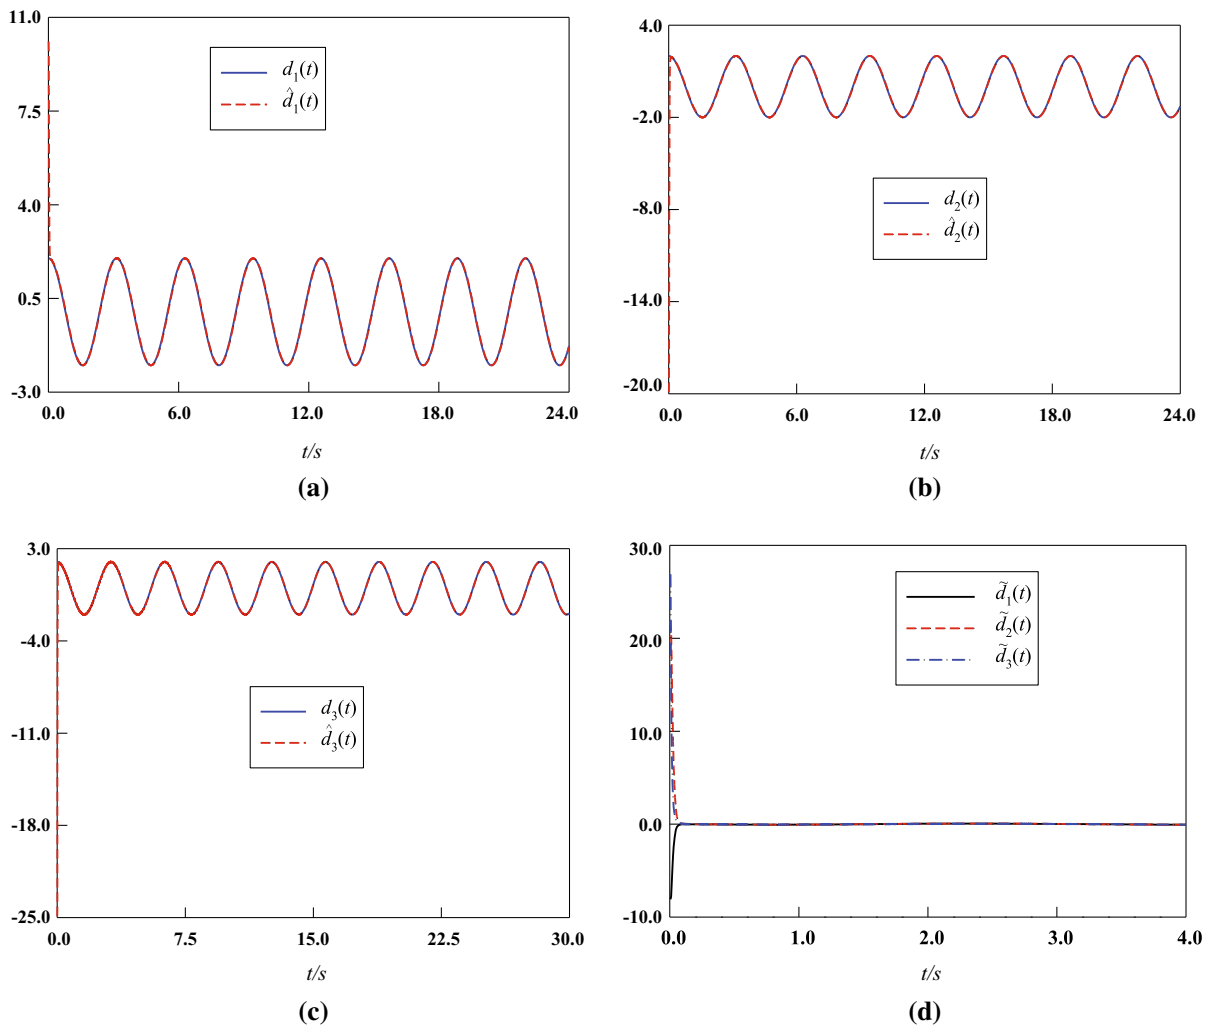 11.0
7.5
4.0
0.5
-3.0
d₁(t)
d̂₁(t)
0.0 6.0 12.0 18.0 24.0
t/s
(a)
4.0
-2.0
-8.0
-14.0
-20.0
d₂(t)
d̂₂(t)
0.0 6.0 12.0 18.0 24.0
t/s
(b)
3.0
-4.0
-11.0
-18.0
-25.0
d₃(t)
d̂₃(t)
0.0 7.5 15.0 22.5 30.0
t/s
(c)
30.0
20.0
10.0
0.0
-10.0
d̃₁(t)
d̃₂(t)
d̃₃(t)
0.0 1.0 2.0 3.0 4.0
t/s
(d)